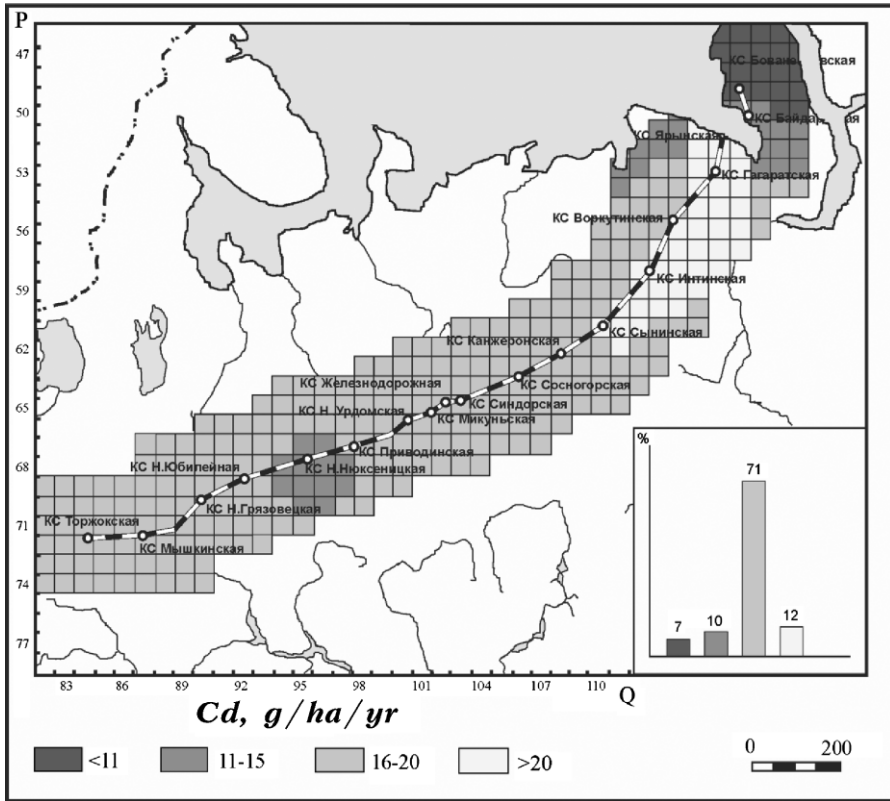 P
47
50
53
56
59
62
65
68
71
74
77
КС Бованенковская
КС Байдарацкая
КС Ярынская
КС Гагаратская
КС Воркутинская
КС Интинская
КС Сынинская
КС Канжеронская
КС Сосногорская
КС Железнодорожная
КС Синдорская
КС Н. Урдомская
КС Микуньская
КС Приводинская
КС Н.Юбилейная
КС Н.Нюксеницкая
КС Н.Грязовецкая
КС Торжокская
КС Мышкинская
%
71
12
10
7
83 86 89 92 95 98 101 104 107 110 Q
Cd, g/ha/yr
<11 11-15 16-20 >20
0 200